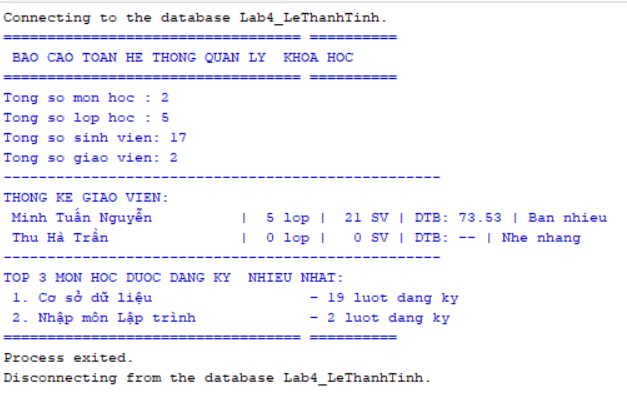 Connecting to the database Lab4_LeThanhTinh.
================================== ==========
BAO CAO TOAN HE THONG QUAN LY  KHOA HOC
================================== ==========
Tong so mon hoc : 2
Tong so lop hoc : 5
Tong so sinh vien: 17
Tong so giao vien: 2
--------------------------------------------------
THONG KE GIAO VIEN:
Minh Tuấn Nguyễn          |  5 lop |  21 SV | DTB: 73.53 | Ban nhieu
Thu Hà Trần               |  0 lop |   0 SV | DTB: -- | Nhe nhang
--------------------------------------------------
TOP 3 MON HOC DUOC DANG KY  NHIEU NHAT:
1. Cơ sở dữ liệu                  - 19 luot dang ky
2. Nhập môn Lập trình             - 2 luot dang ky
================================== ==========
Process exited.
Disconnecting from the database Lab4_LeThanhTinh.